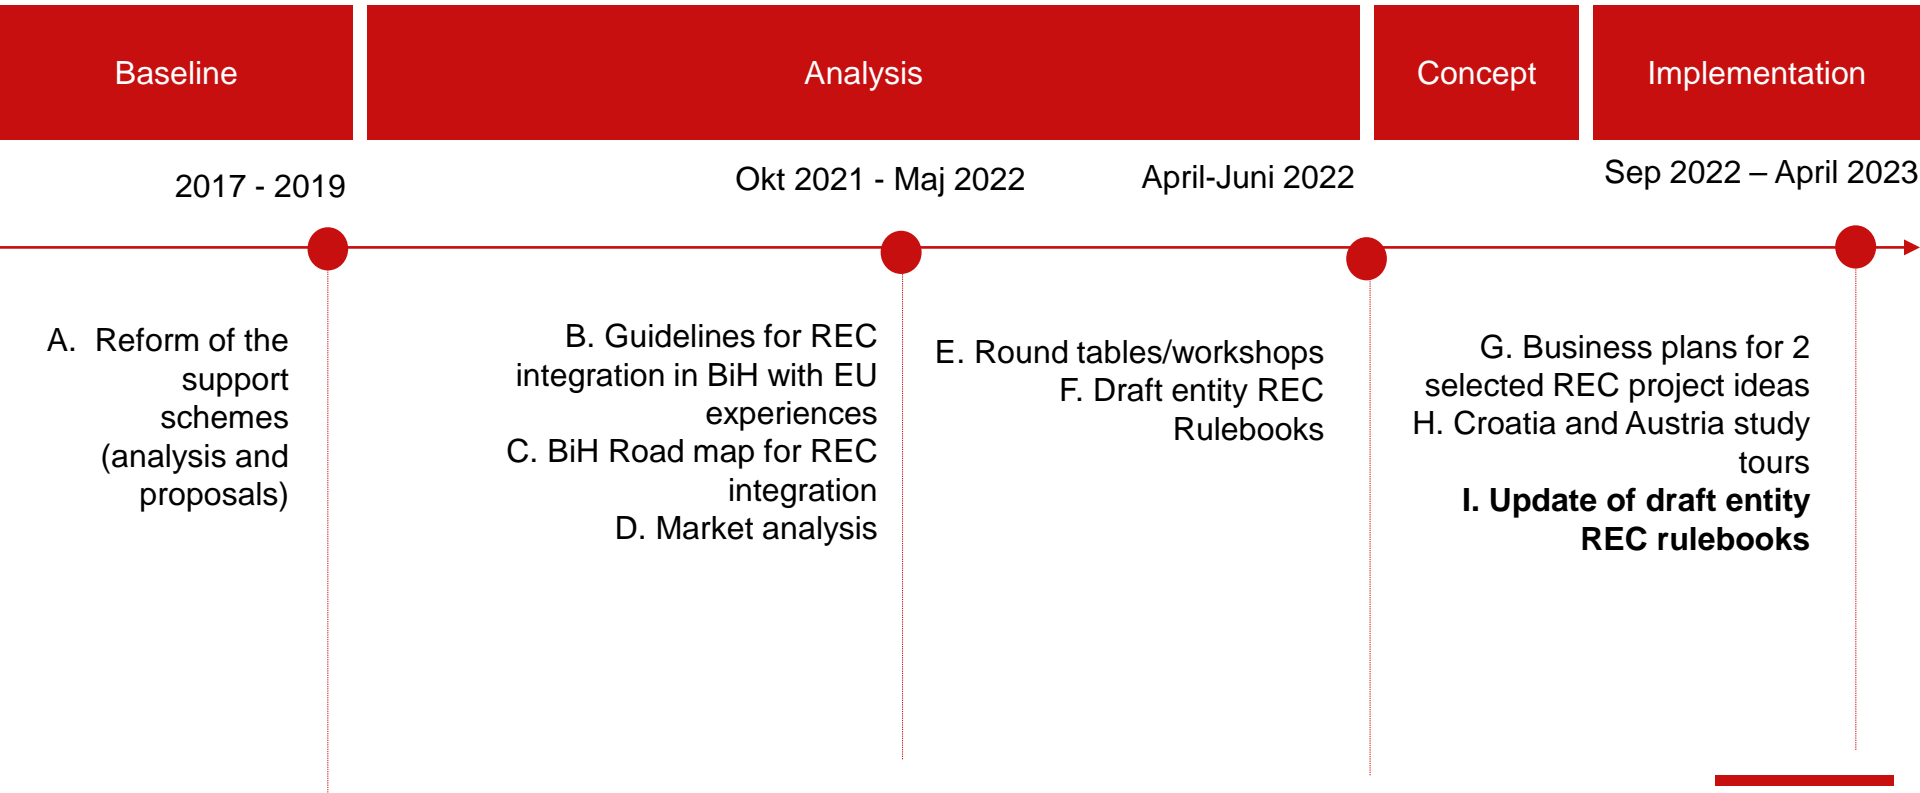 Baseline
Analysis
Concept
Implementation
2017 - 2019
Okt 2021 - Maj 2022
April-Juni 2022
Sep 2022 – April 2023
A. Reform of the
support
schemes
(analysis and
proposals)
B. Guidelines for REC
integration in BiH with EU
experiences
C. BiH Road map for REC
integration
D. Market analysis
E. Round tables/workshops
F. Draft entity REC
Rulebooks
G. Business plans for 2
selected REC project ideas
H. Croatia and Austria study
tours
I. Update of draft entity
REC rulebooks